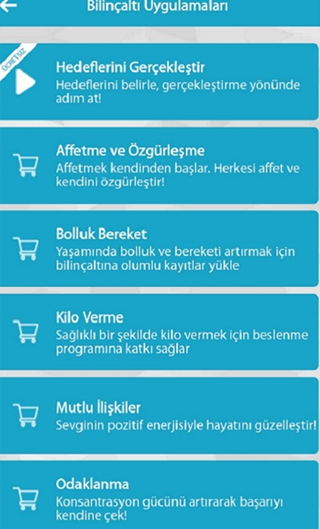 Bilinçaltı Uygulamaları
ÜCRETSİZ
Hedeflerini Gerçekleştir
Hedeflerini belirle, gerçekleştirme yönünde
adım at!
Affetme ve Özgürleşme
Affetmek kendinden başlar. Herkesi affet ve
kendini özgürleştir!
Bolluk Bereket
Yaşamında bolluk ve bereketi artırmak için
bilinçaltına olumlu kayıtlar yükle
Kilo Verme
Sağlıklı bir şekilde kilo vermek için beslenme
programına katkı sağlar
Mutlu İlişkiler
Sevginin pozitif enerjisiyle hayatını güzelleştir!
Odaklanma
Konsantrasyon gücünü artırarak başarıyı
kendine çek!